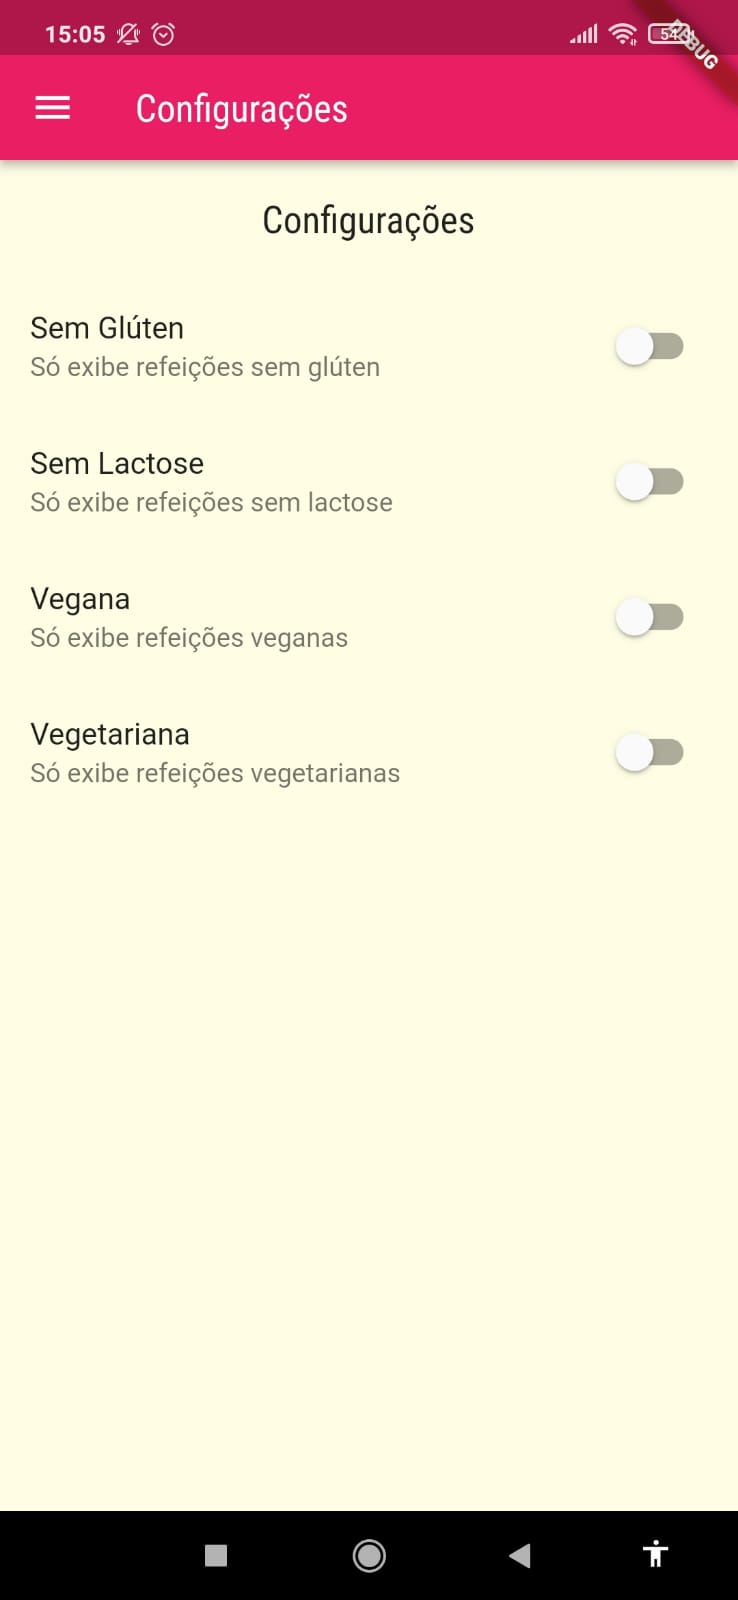 15:05
54
DEBUG
Configurações
Configurações
Sem Glúten
Só exibe refeições sem glúten
Sem Lactose
Só exibe refeições sem lactose
Vegana
Só exibe refeições veganas
Vegetariana
Só exibe refeições vegetarianas